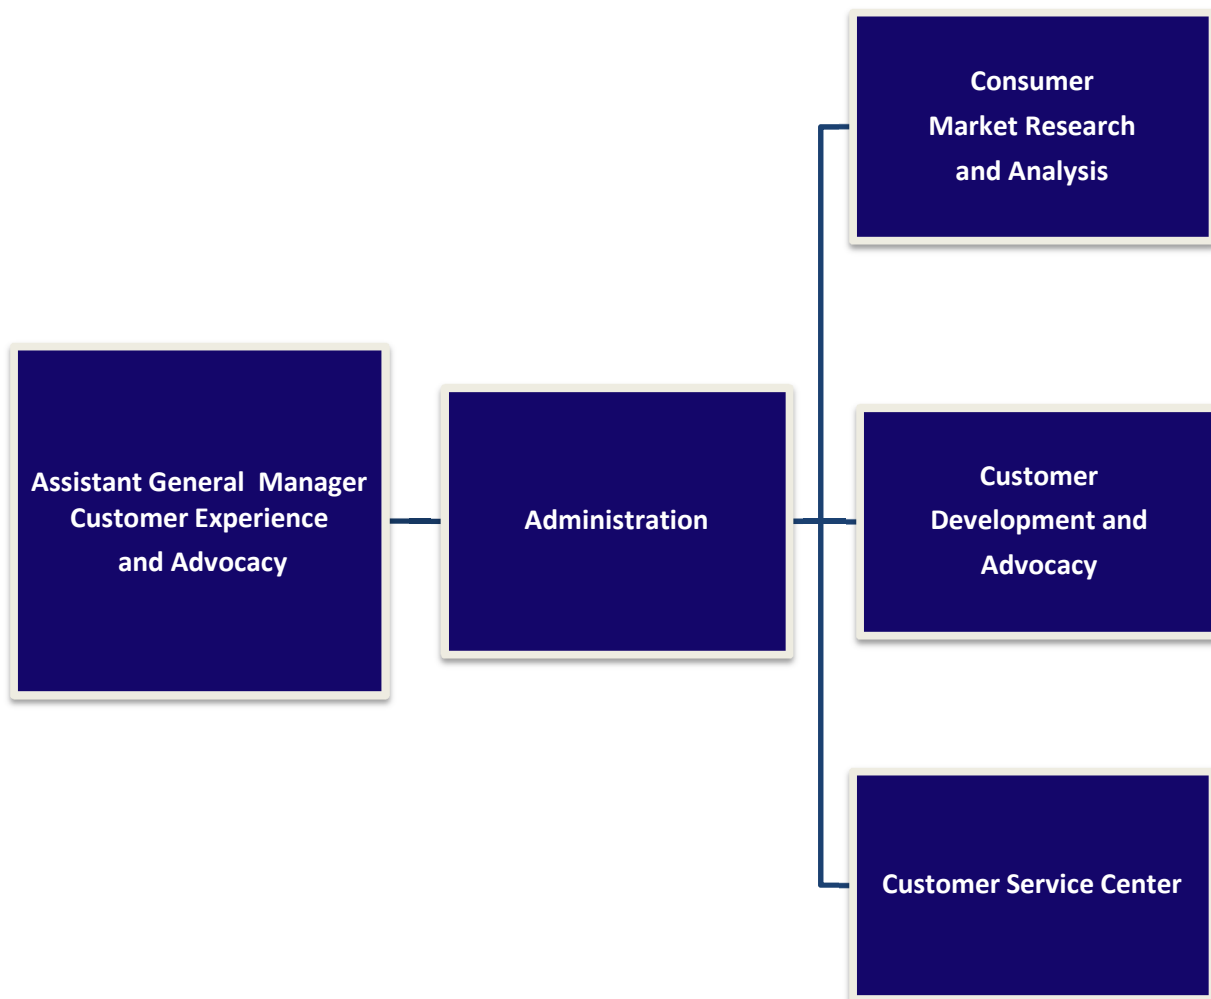 Consumer
Market Research
and Analysis
Assistant General  Manager
Customer Experience
and Advocacy
Administration
Customer
Development and
Advocacy
Customer Service Center